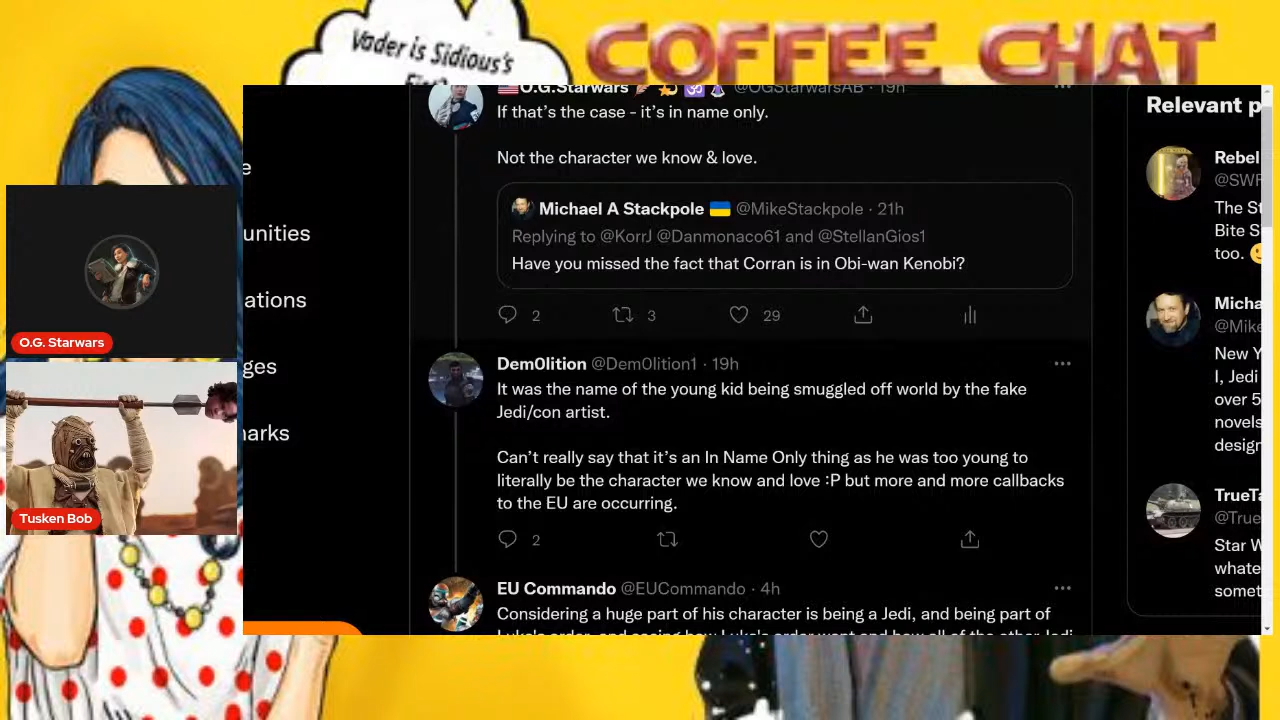 Vader is Sidious's
COFFEE CHAT
O.G.Starwars @OGStarwarsAB · 19h
If that's the case - it's in name only.
Not the character we know & love.
Michael A Stackpole @MikeStackpole · 21h
Replying to @KorrJ @Danmonaco61 and @StellanGios1
Have you missed the fact that Corran is in Obi-wan Kenobi?
2 3 29
Dem0lition @Dem0lition1 · 19h
It was the name of the young kid being smuggled off world by the fake
Jedi/con artist.
Can't really say that it's an In Name Only thing as he was too young to
literally be the character we know and love :P but more and more callbacks
to the EU are occurring.
2
EU Commando @EUCommando · 4h
Considering a huge part of his character is being a Jedi, and being part of
e
unities
ations
ges
arks
O.G. Starwars
Tusken Bob
Relevant p
Rebel
@SWF
The St
Bite S
too.
Micha
@Mike
New Y
I, Jedi
over 5
novels
design
TrueTa
@True
Star W
whate
somet